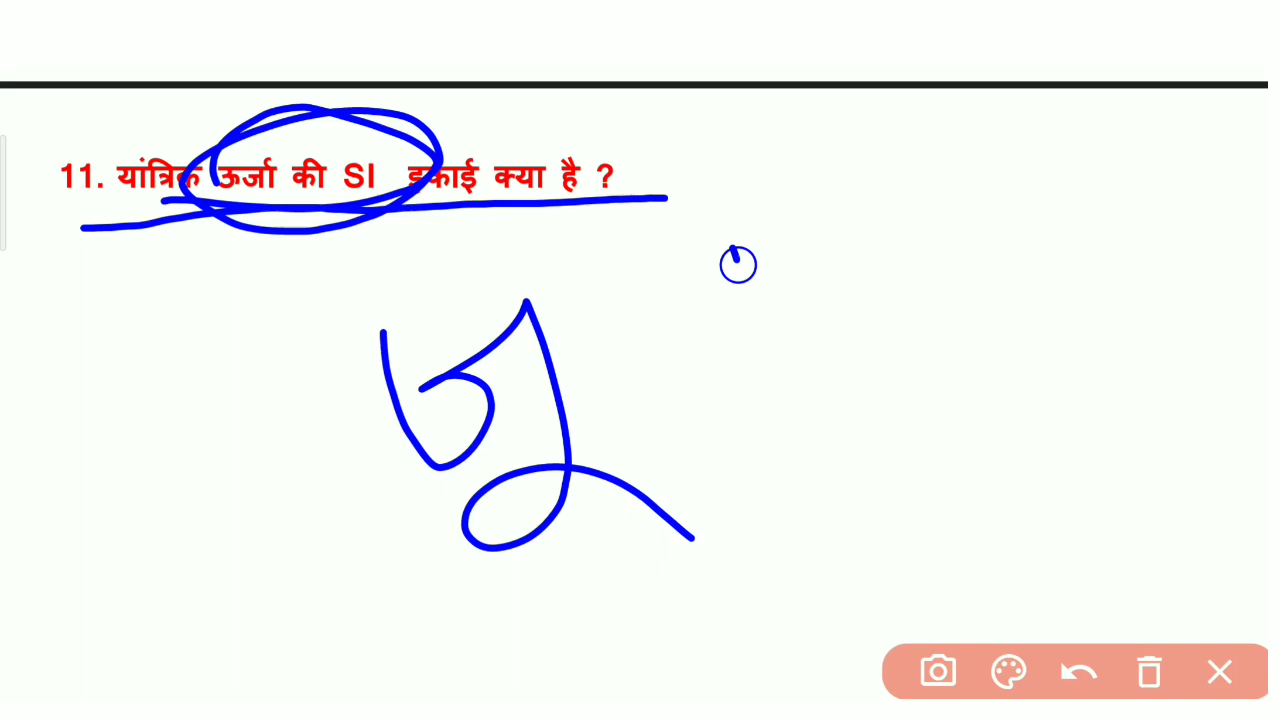 11. यांत्रिक ऊर्जा की SI इकाई क्या है ?
जू